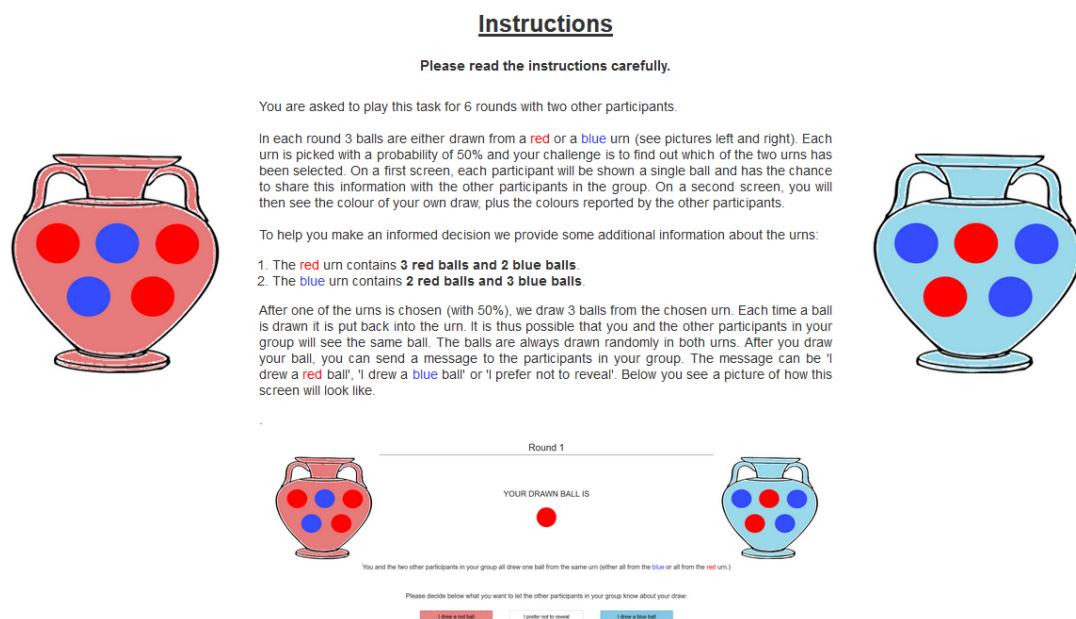 Instructions
Please read the instructions carefully.
You are asked to play this task for 6 rounds with two other participants.
In each round 3 balls are either drawn from a red or a blue urn (see pictures left and right). Each
urn is picked with a probability of 50% and your challenge is to find out which of the two urns has
been selected. On a first screen, each participant will be shown a single ball and has the chance
to share this information with the other participants in the group. On a second screen, you will
then see the colour of your own draw, plus the colours reported by the other participants.
To help you make an informed decision we provide some additional information about the urns:
1. The red urn contains 3 red balls and 2 blue balls.
2. The blue urn contains 2 red balls and 3 blue balls.
After one of the urns is chosen (with 50%), we draw 3 balls from the chosen urn. Each time a ball
is drawn it is put back into the urn. It is thus possible that you and the other participants in your
group will see the same ball. The balls are always drawn randomly in both urns. After you draw
your ball, you can send a message to the participants in your group. The message can be 'I
drew a red ball', 'I drew a blue ball' or 'I prefer not to reveal'. Below you see a picture of how this
screen will look like.
.
Round 1
YOUR DRAWN BALL IS
You and the two other participants in your group all drew one ball from the same urn (either all from the blue or all from the red urn.)
Please decide below what you want to let the other participants in your group know about your draw:
I drew a red ball I prefer not to reveal I drew a blue ball